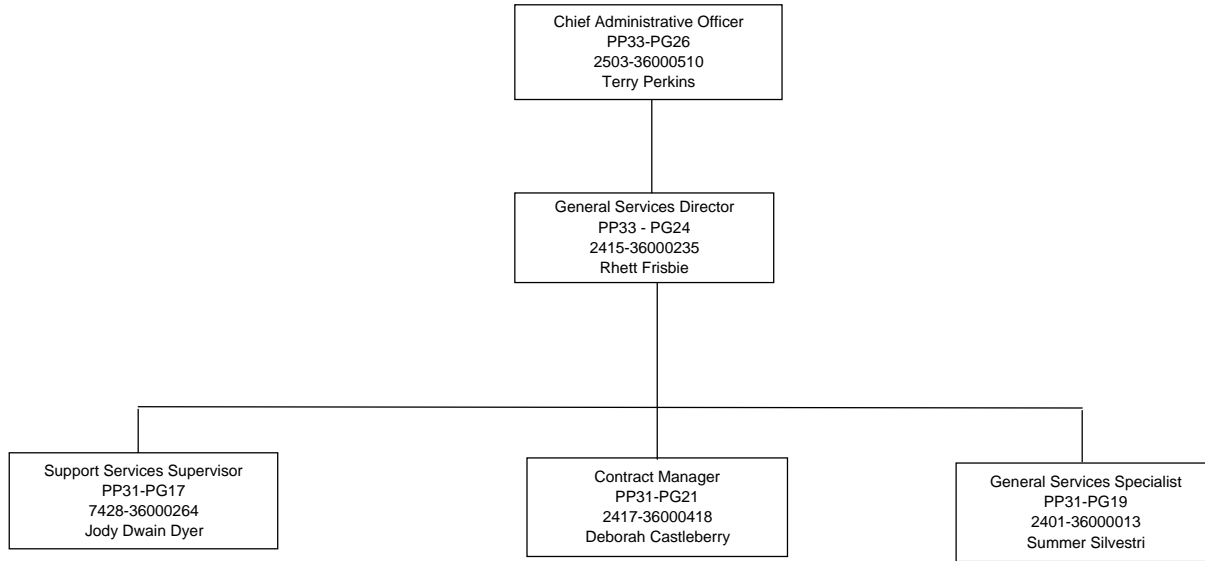 Chief Administrative Officer
PP33-PG26
2503-36000510
Terry Perkins
General Services Director
PP33 - PG24
2415-36000235
Rhett Frisbie
Support Services Supervisor
PP31-PG17
7428-36000264
Jody Dwain Dyer
Contract Manager
PP31-PG21
2417-36000418
Deborah Castleberry
General Services Specialist
PP31-PG19
2401-36000013
Summer Silvestri